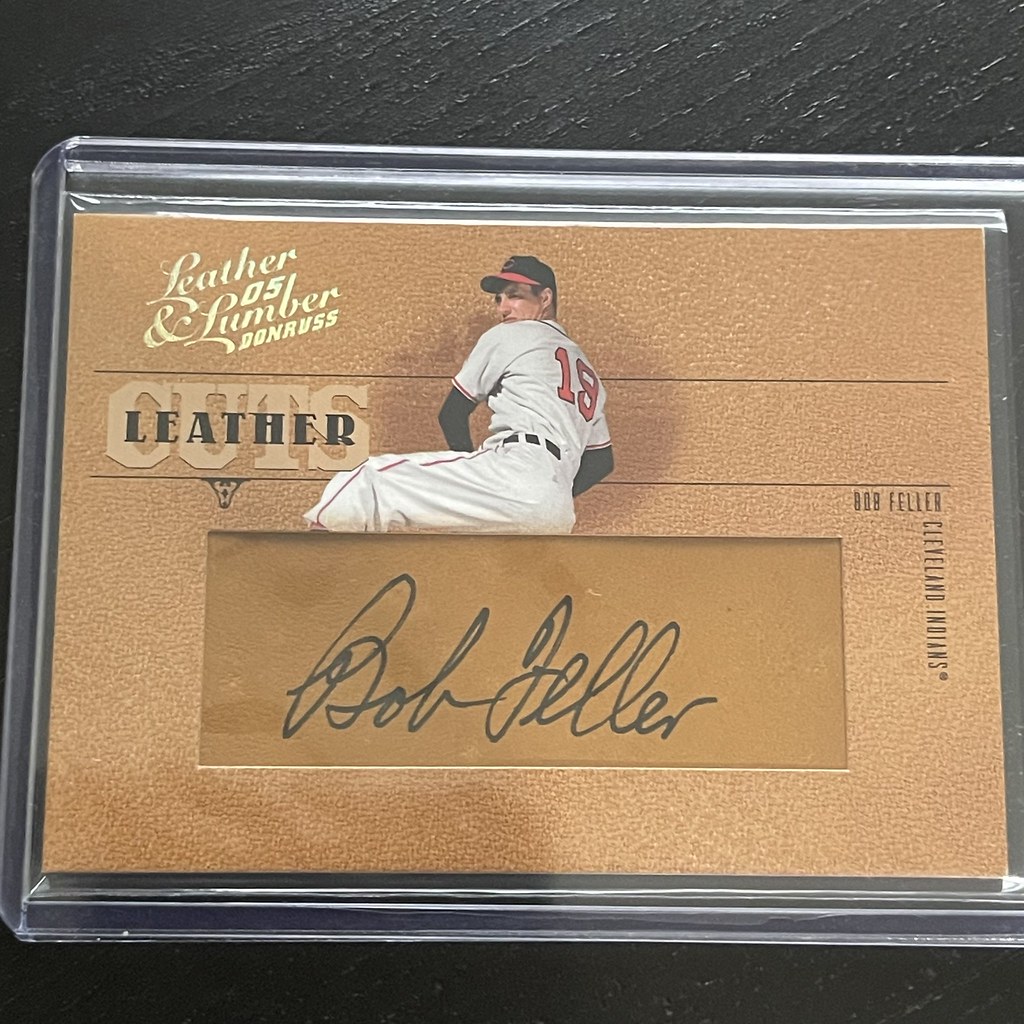 Leather
05
& Lumber
DONRUSS
CUTS
LEATHER
19
BOB FELLER
CLEVELAND INDIANS®
Bob Feller